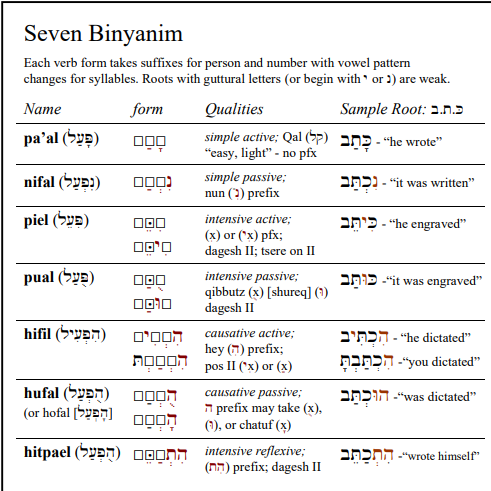 Seven Binyanim
Each verb form takes suffixes for person and number with vowel pattern
changes for syllables. Roots with guttural letters (or begin with י or נ) are weak.
Name form Qualities Sample Root: כּ.ת.ב
pa'al (פָּעַל) □ָ□ַ□ simple active; Qal (קל) כָּתַב - "he wrote"
"easy, light" - no pfx
nifal (נִפְעַל) נִ□ְ□ַ□ simple passive; נִכְתַּב - "it was written"
nun (נ) prefix
piel (פִּעֵל) □ִ□ֵּ□ intensive active; כִּיתֵּב - "he engraved"
(x) or (יx) pfx;
□ִי□ֵּ□ dagesh II; tsere on II
pual (פֻּעַל) □ֻ□ַּ□ intensive passive; כּוּתַּב - "it was engraved"
qibbutz (x) [shureq] (וּ)
□וּ□ַּ□ dagesh II
hifil (הִפְעִיל) הִ□ְ□ִי□ causative active; הִכְתִּיב - "he dictated"
hey (הִ) prefix;
הִ□ְ□ַ□ְתּ pos II (יx) or (x) הִכְתַּבְתָּ - "you dictated"
hufal (הֻפְעַל) הֻ□ְ□ַ□ causative passive; הוּכְתַּב - "was dictated"
(or hofal [הָפְעַל] ה prefix may take (x),
הָ□ְ□ַ□ (וּ), or chatuf (x)
hitpael (הֻפְעַל) הִתְ□ַ□ֵּ□ intensive reflexive; הִתְכַּתֵּב - "wrote himself"
(הִתְ) prefix; dagesh II